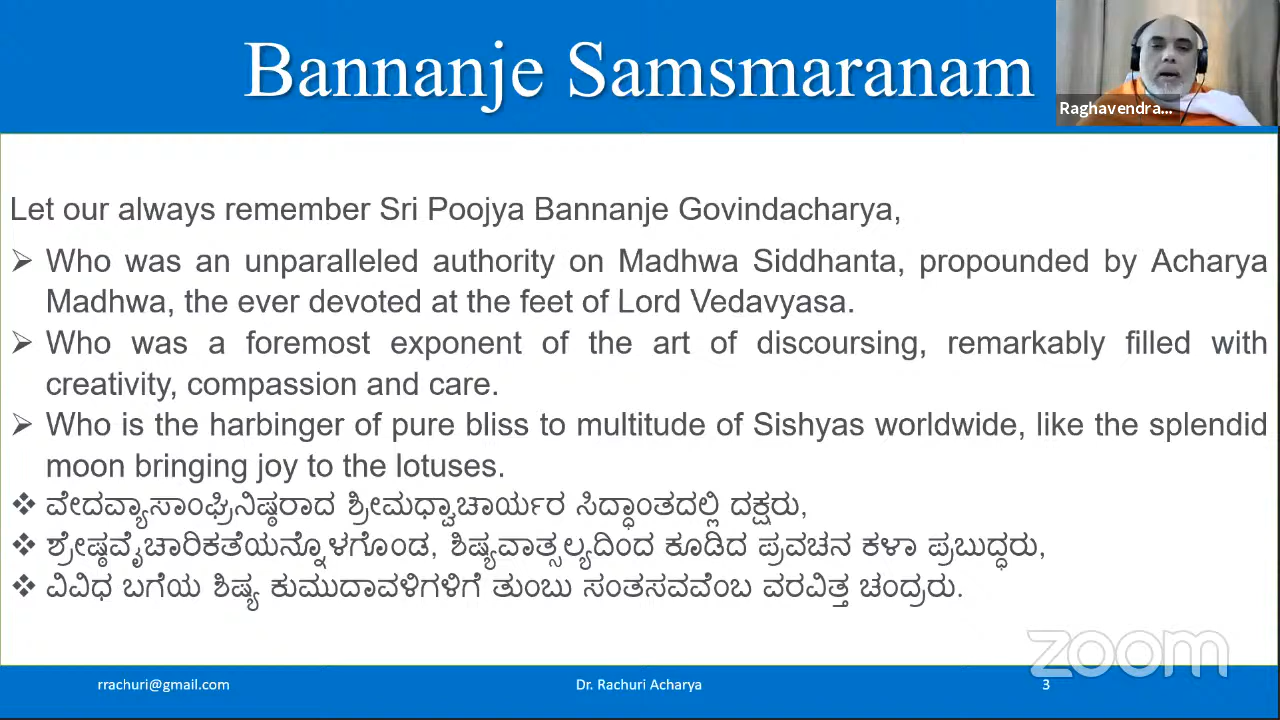 Bannanje Samsmaranam
Raghavendra...
Let our always remember Sri Poojya Bannanje Govindacharya,
➢ Who was an unparalleled authority on Madhwa Siddhanta, propounded by Acharya
Madhwa, the ever devoted at the feet of Lord Vedavyasa.
➢ Who was a foremost exponent of the art of discoursing, remarkably filled with
creativity, compassion and care.
➢ Who is the harbinger of pure bliss to multitude of Sishyas worldwide, like the splendid
moon bringing joy to the lotuses.
❖ ವೇದವ್ಯಾಸಾಂಘ್ರಿನಿಷ್ಠರಾದ ಶ್ರೀಮಧ್ವಾಚಾರ್ಯರ ಸಿದ್ಧಾಂತದಲ್ಲಿ ದಕ್ಷರು,
❖ ಶ್ರೇಷ್ಠವೈಚಾರಿಕತೆಯನ್ನೊಳಗೊಂಡ, ಶಿಷ್ಯವಾತ್ಸಲ್ಯದಿಂದ ಕೂಡಿದ ಪ್ರವಚನ ಕಳಾ ಪ್ರಬುದ್ಧರು,
❖ ವಿವಿಧ ಬಗೆಯ ಶಿಷ್ಯ ಕುಮುದಾವಳಿಗಳಿಗೆ ತುಂಬು ಸಂತಸವವೆಂಬ ವರವಿತ್ತ ಚಂದ್ರರು.
zoom
rrachuri@gmail.com Dr. Rachuri Acharya 3